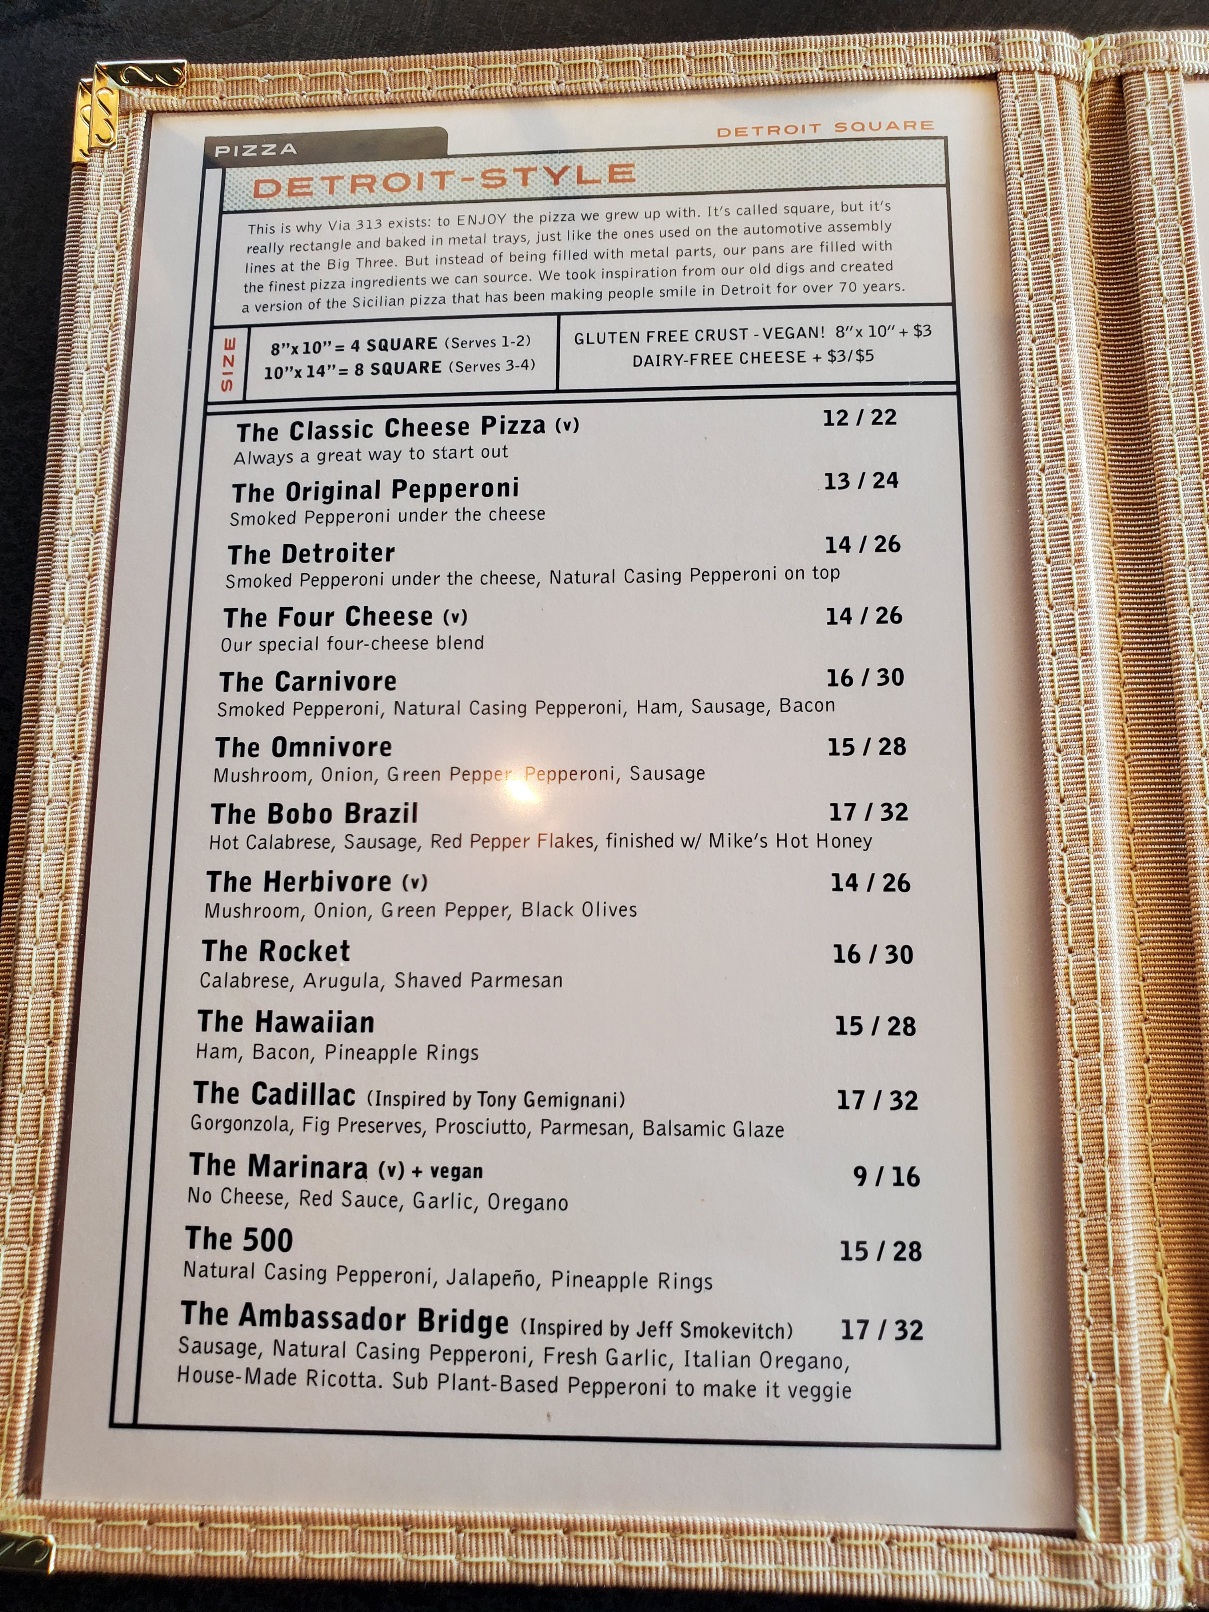 DETROIT SQUARE
PIZZA
DETROIT-STYLE
This is why Via 313 exists: to ENJOY the pizza we grew up with. It's called square, but it's
really rectangle and baked in metal trays, just like the ones used on the automotive assembly
lines at the Big Three. But instead of being filled with metal parts, our pans are filled with
the finest pizza ingredients we can source. We took inspiration from our old digs and created
a version of the Sicilian pizza that has been making people smile in Detroit for over 70 years.
SIZE
8"x10"= 4 SQUARE (Serves 1-2)
10"x14"= 8 SQUARE (Serves 3-4)
GLUTEN FREE CRUST - VEGAN! 8"x 10" + $3
DAIRY-FREE CHEESE + $3/$5
The Classic Cheese Pizza (v) 12 / 22
Always a great way to start out
The Original Pepperoni 13 / 24
Smoked Pepperoni under the cheese
The Detroiter 14 / 26
Smoked Pepperoni under the cheese, Natural Casing Pepperoni on top
The Four Cheese (v) 14 / 26
Our special four-cheese blend
The Carnivore 16 / 30
Smoked Pepperoni, Natural Casing Pepperoni, Ham, Sausage, Bacon
The Omnivore 15 / 28
Mushroom, Onion, Green Pepper, Pepperoni, Sausage
The Bobo Brazil 17 / 32
Hot Calabrese, Sausage, Red Pepper Flakes, finished w/ Mike's Hot Honey
The Herbivore (v) 14 / 26
Mushroom, Onion, Green Pepper, Black Olives
The Rocket 16 / 30
Calabrese, Arugula, Shaved Parmesan
The Hawaiian 15 / 28
Ham, Bacon, Pineapple Rings
The Cadillac (Inspired by Tony Gemignani) 17 / 32
Gorgonzola, Fig Preserves, Prosciutto, Parmesan, Balsamic Glaze
The Marinara (v) + vegan 9 / 16
No Cheese, Red Sauce, Garlic, Oregano
The 500 15 / 28
Natural Casing Pepperoni, Jalapeño, Pineapple Rings
The Ambassador Bridge (Inspired by Jeff Smokevitch) 17 / 32
Sausage, Natural Casing Pepperoni, Fresh Garlic, Italian Oregano,
House-Made Ricotta. Sub Plant-Based Pepperoni to make it veggie